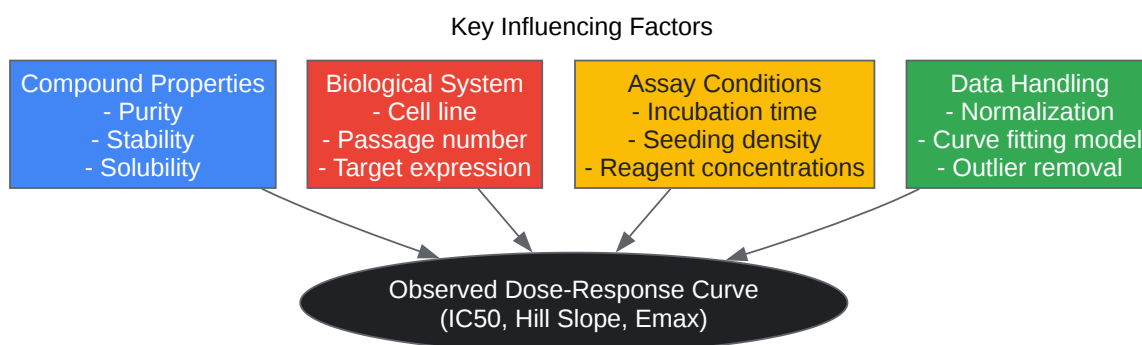 Key Influencing Factors
Compound Properties
- Purity
- Stability
- Solubility
Biological System
- Cell line
- Passage number
- Target expression
Assay Conditions
- Incubation time
- Seeding density
- Reagent concentrations
Data Handling
- Normalization
- Curve fitting model
- Outlier removal
Observed Dose-Response Curve
(IC50, Hill Slope, Emax)